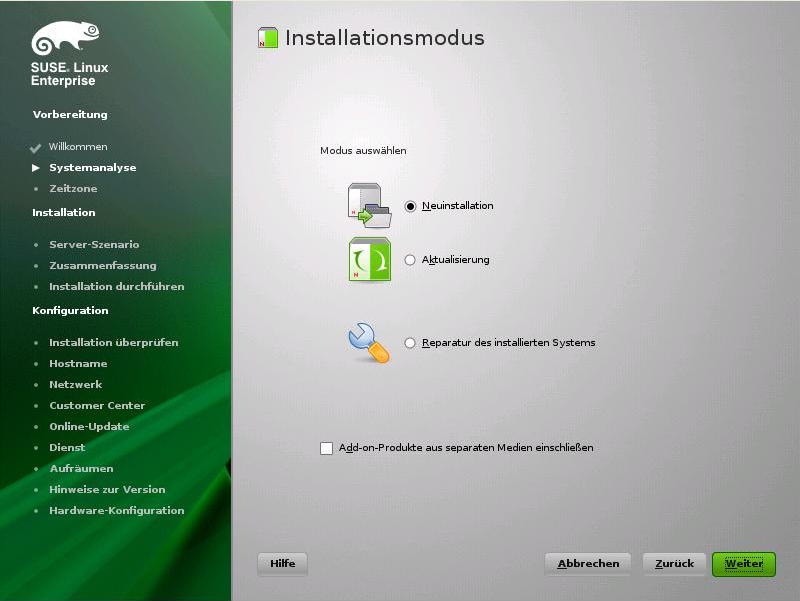 SUSE. Linux
Enterprise
Vorbereitung
Willkommen
Systemanalyse
Zeitzone
Installation
Server-Szenario
Zusammenfassung
Installation durchführen
Konfiguration
Installation überprüfen
Hostname
Netzwerk
Customer Center
Online-Update
Dienst
Aufräumen
Hinweise zur Version
Hardware-Konfiguration
Installationsmodus
Modus auswählen
Neuinstallation
Aktualisierung
Reparatur des installierten Systems
Add-on-Produkte aus separaten Medien einschließen
Hilfe
Abbrechen
Zurück
Weiter